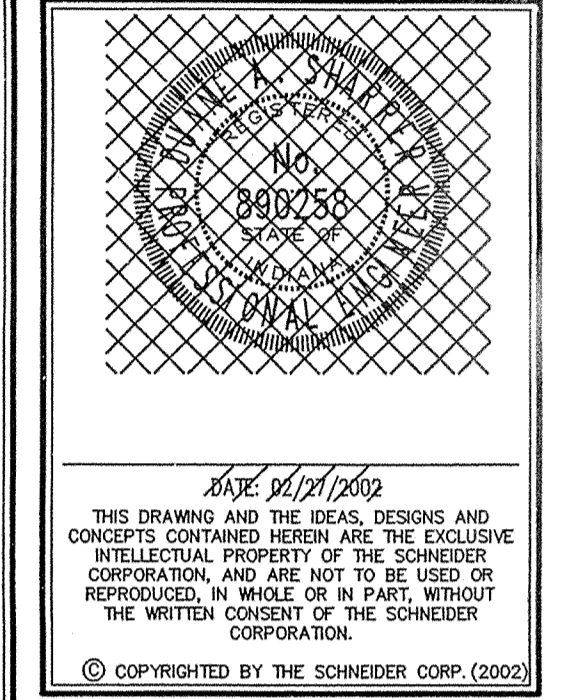 DUANE A. SHARRER
REGISTERED
No.
890258
STATE OF
INDIANA
PROFESSIONAL ENGINEER
DATE: 02/27/2002
THIS DRAWING AND THE IDEAS, DESIGNS AND
CONCEPTS CONTAINED HEREIN ARE THE EXCLUSIVE
INTELLECTUAL PROPERTY OF THE SCHNEIDER
CORPORATION, AND ARE NOT TO BE USED OR
REPRODUCED, IN WHOLE OR IN PART, WITHOUT
THE WRITTEN CONSENT OF THE SCHNEIDER
CORPORATION.
© COPYRIGHTED BY THE SCHNEIDER CORP. (2002)